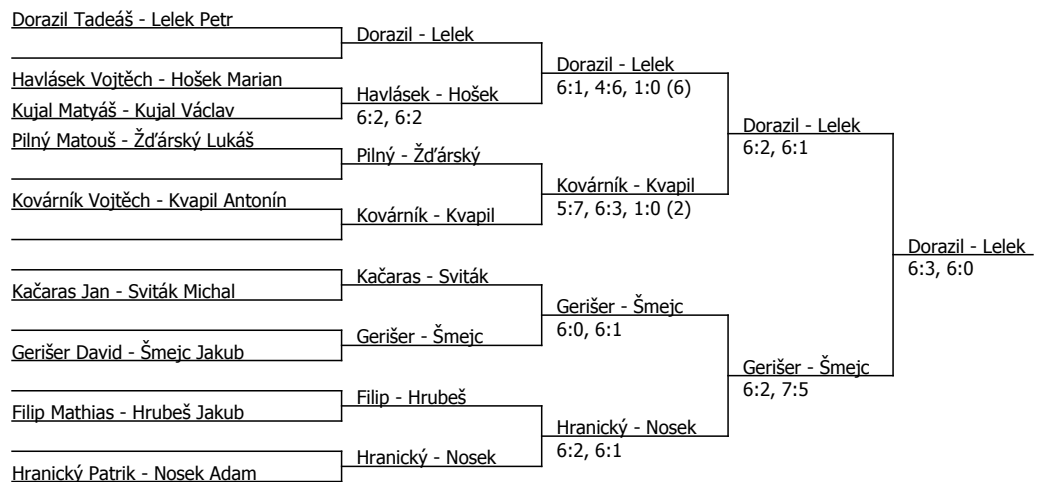 Dorazil Tadeáš - Lelek Petr
Havlásek Vojtěch - Hošek Marian
Kujal Matyáš - Kujal Václav
Pilný Matouš - Žďárský Lukáš
Kovárník Vojtěch - Kvapil Antonín
Kačaras Jan - Sviták Michal
Gerišer David - Šmejc Jakub
Filip Mathias - Hrubeš Jakub
Hranický Patrik - Nosek Adam
Dorazil - Lelek
Havlásek - Hošek
6:2, 6:2
Pilný - Žďárský
Kovárník - Kvapil
Kačaras - Sviták
Gerišer - Šmejc
Filip - Hrubeš
Hranický - Nosek
Dorazil - Lelek
6:1, 4:6, 1:0 (6)
Kovárník - Kvapil
5:7, 6:3, 1:0 (2)
Gerišer - Šmejc
6:0, 6:1
Hranický - Nosek
6:2, 6:1
Dorazil - Lelek
6:2, 6:1
Gerišer - Šmejc
6:2, 7:5
Dorazil - Lelek
6:3, 6:0